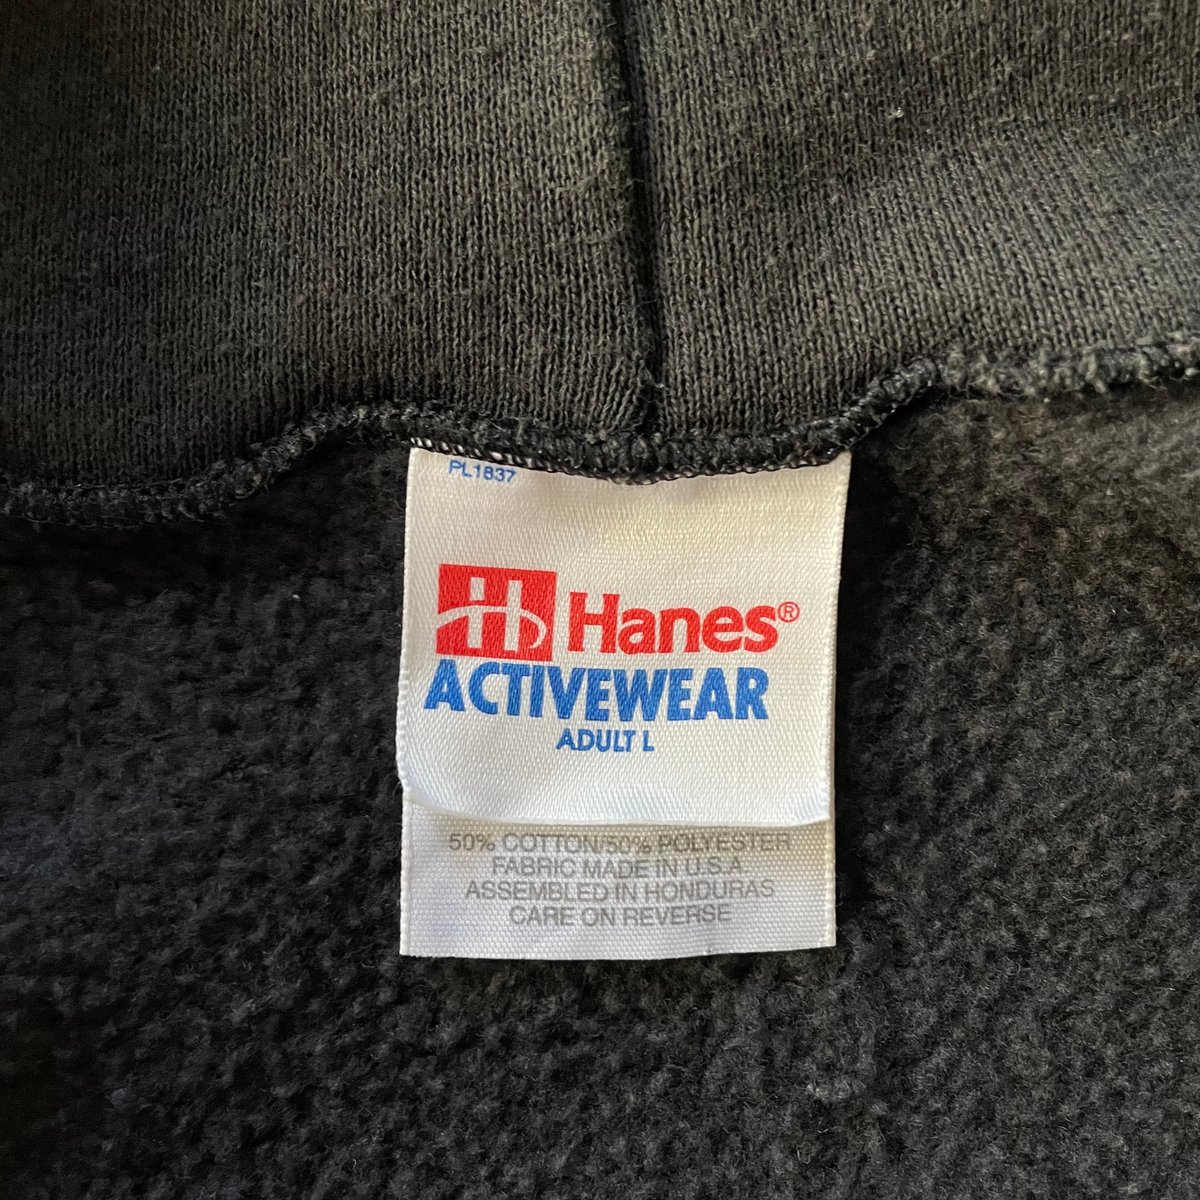 PL1837
H Hanes®
ACTIVEWEAR
ADULT L
50% COTTON/50% POLYESTER
FABRIC MADE IN U.S.A
ASSEMBLED IN HONDURAS
CARE ON REVERSE